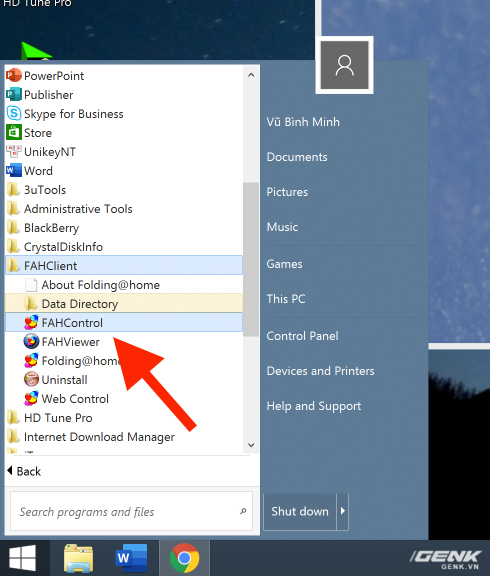 HD Tune Pro
PowerPoint
Publisher
Skype for Business
Store
UnikeyNT
Word
3uTools
Administrative Tools
BlackBerry
CrystalDiskInfo
FAHClient
About Folding@home
Data Directory
FAHControl
FAHViewer
Folding@home
Uninstall
Web Control
HD Tune Pro
Internet Download Manager
Back
Search programs and files
Vũ Bình Minh
Documents
Pictures
Music
Games
This PC
Control Panel
Devices and Printers
Help and Support
Shut down
GENK
GENK.VN